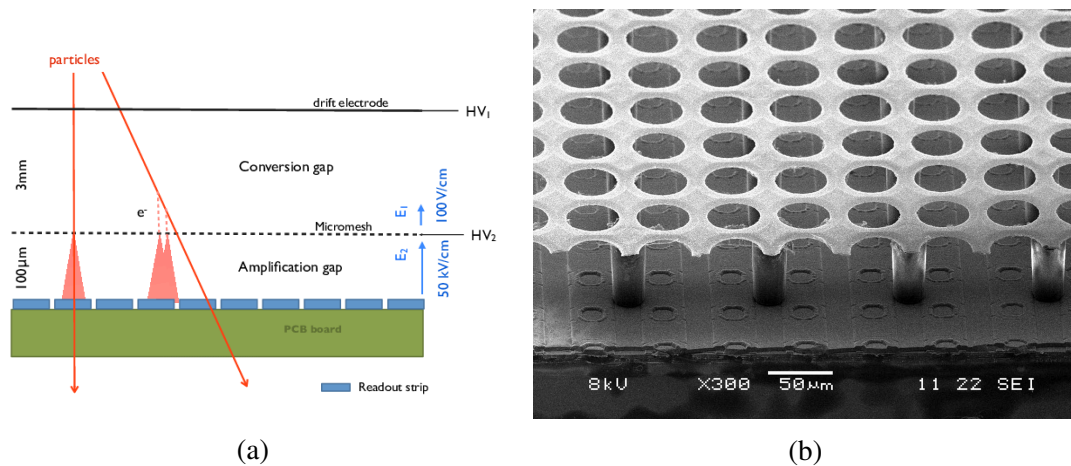 particles
drift electrode
HV1
3mm
Conversion gap
e-
E1
100 V/cm
Micromesh
HV2
100μm
Amplification gap
E2
50 kV/cm
PCB board
Readout strip
(a)
8kV X300 50μm 11 22 SEI
(b)